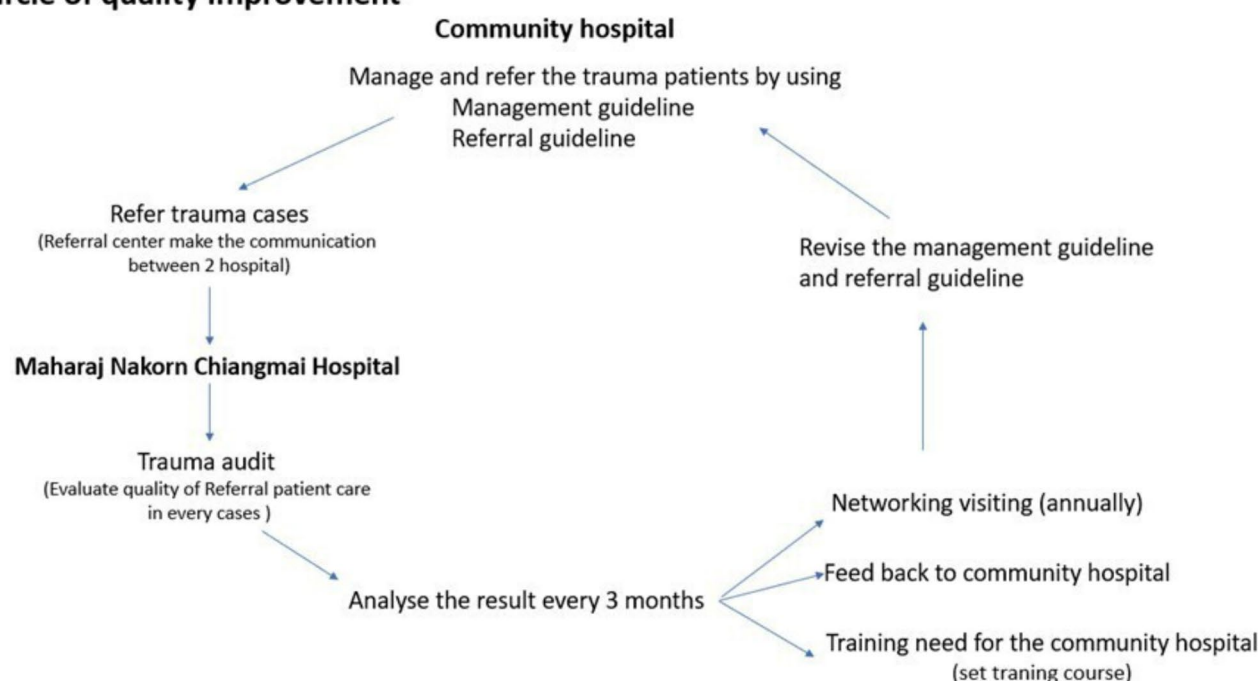 of quality improvement
Community hospital
Manage and refer the trauma patients by using
Management guideline
Referral guideline
Refer trauma cases
(Referral center make the communication
between 2 hospital)
Maharaj Nakorn Chiangmai Hospital
Trauma audit
(Evaluate quality of Referral patient care
in every cases )
Analyse the result every 3 months
Revise the management guideline
and referral guideline
Networking visiting (annually)
Feed back to community hospital
Training need for the community hospital
(set traning course)